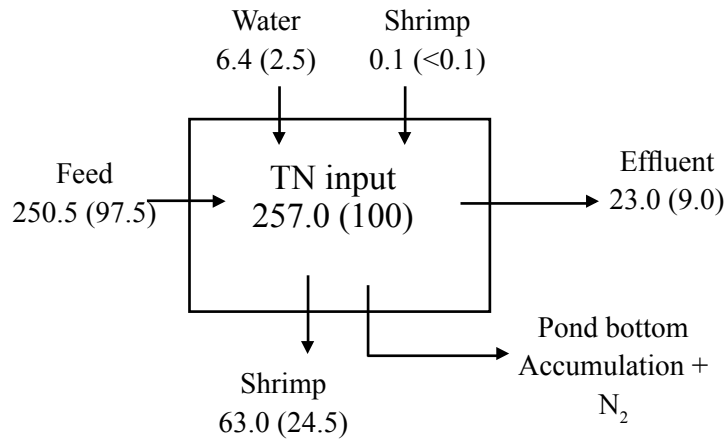 Water
6.4 (2.5)
Shrimp
0.1 (<0.1)
Feed
250.5 (97.5)
TN input
257.0 (100)
Effluent
23.0 (9.0)
Shrimp
63.0 (24.5)
Pond bottom
Accumulation +
N₂